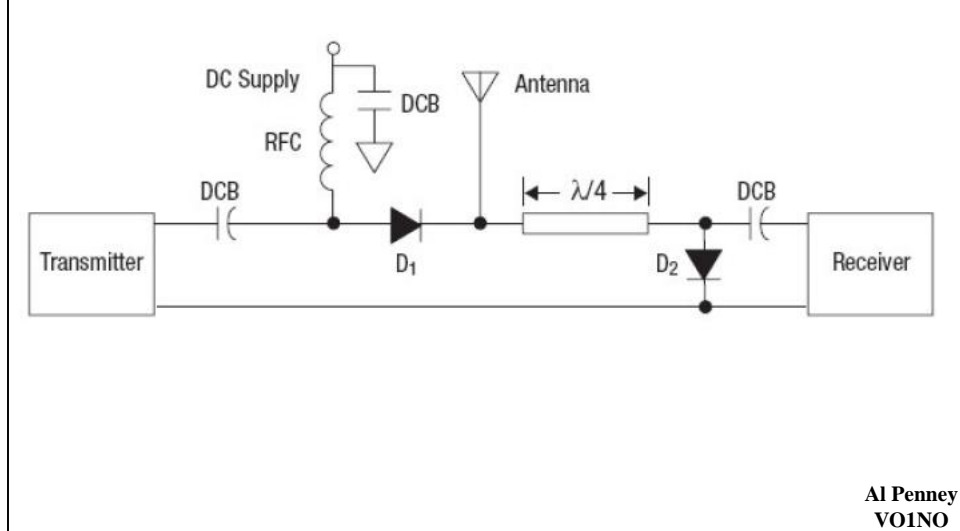 DC Supply
DCB
Antenna
RFC
DCB
λ/4
DCB
Transmitter
D₁
D₂
Receiver
Al Penney
VO1NO